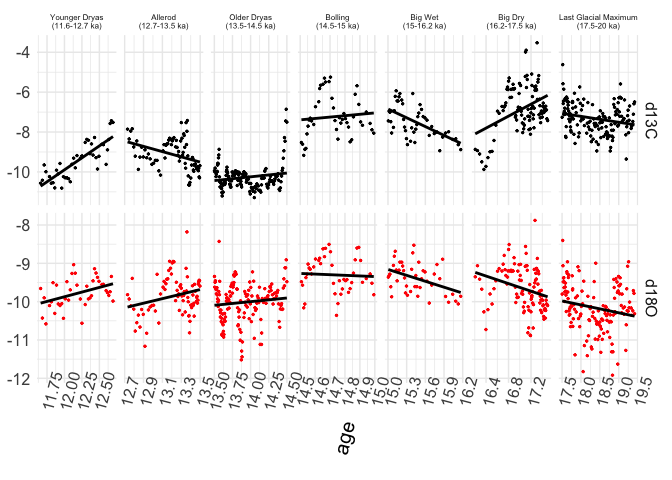 Younger Dryas
(11.6-12.7 ka)
Allerod
(12.7-13.5 ka)
Older Dryas
(13.5-14.5 ka)
Bolling
(14.5-15 ka)
Big Wet
(15-16.2 ka)
Big Dry
(16.2-17.5 ka)
Last Glacial Maximum
(17.5-20 ka)
-4
-6
-8
-10
d13C
-8
-9
-10
-11
-12
d18O
11.75
12.00
12.25
12.50
12.7
12.9
13.1
13.3
13.5
13.50
13.75
14.00
14.25
14.50
14.5
14.6
14.7
14.8
14.9
15.0
15.0
15.3
15.6
15.9
16.2
16.4
16.8
17.2
17.5
18.0
18.5
19.0
19.5
age